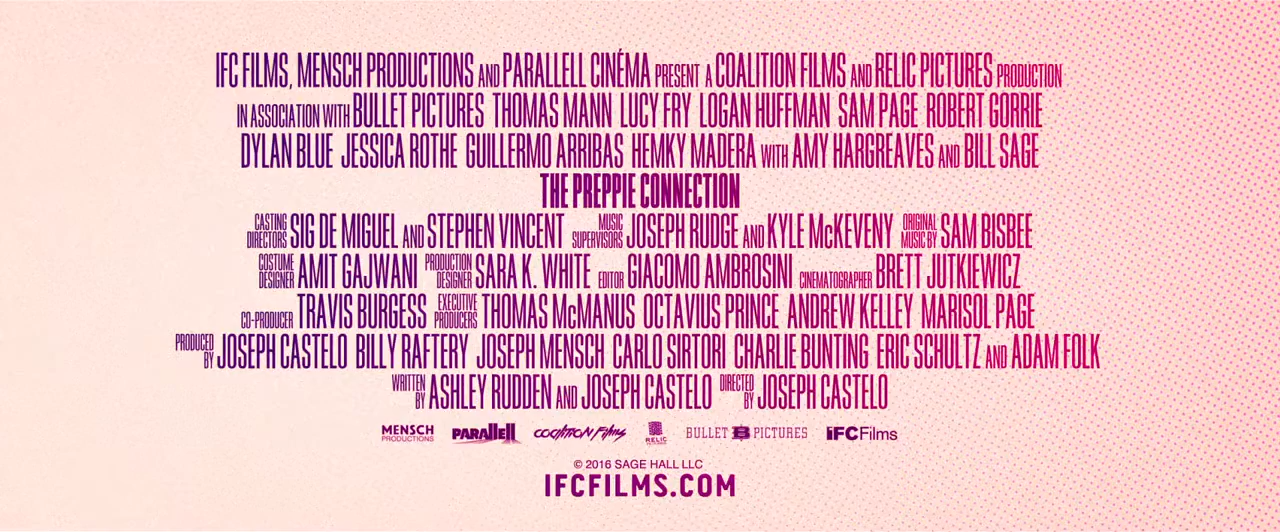 IFC FILMS, MENSCH PRODUCTIONS AND PARALLELL CINÉMA PRESENT A COALITION FILMS AND RELIC PICTURES PRODUCTION
IN ASSOCIATION WITH BULLET PICTURES THOMAS MANN LUCY FRY LOGAN HUFFMAN SAM PAGE ROBERT GORRIE
DYLAN BLUE JESSICA ROTHE GUILLERMO ARRIBAS HEMKY MADERA WITH AMY HARGREAVES AND BILL SAGE
THE PREPPIE CONNECTION
CASTING DIRECTORS SIG DE MIGUEL AND STEPHEN VINCENT MUSIC SUPERVISORS JOSEPH RUDGE AND KYLE McKEVENY ORIGINAL MUSIC BY SAM BISBEE
COSTUME DESIGNER AMIT GAJWANI PRODUCTION DESIGNER SARA K. WHITE EDITOR GIACOMO AMBROSINI CINEMATOGRAPHER BRETT JUTKIEWICZ
CO-PRODUCER TRAVIS BURGESS EXECUTIVE PRODUCERS THOMAS McMANUS OCTAVIUS PRINCE ANDREW KELLEY MARISOL PAGE
PRODUCED BY JOSEPH CASTELO BILLY RAFTERY JOSEPH MENSCH CARLO SIRTORI CHARLIE BUNTING ERIC SCHULTZ AND ADAM FOLK
WRITTEN BY ASHLEY RUDDEN AND JOSEPH CASTELO DIRECTED BY JOSEPH CASTELO
MENSCH PRODUCTIONS PARALLELL COALITION Films RELIC BULLET B PICTURES IFC Films
© 2016 SAGE HALL LLC
IFCFILMS.COM